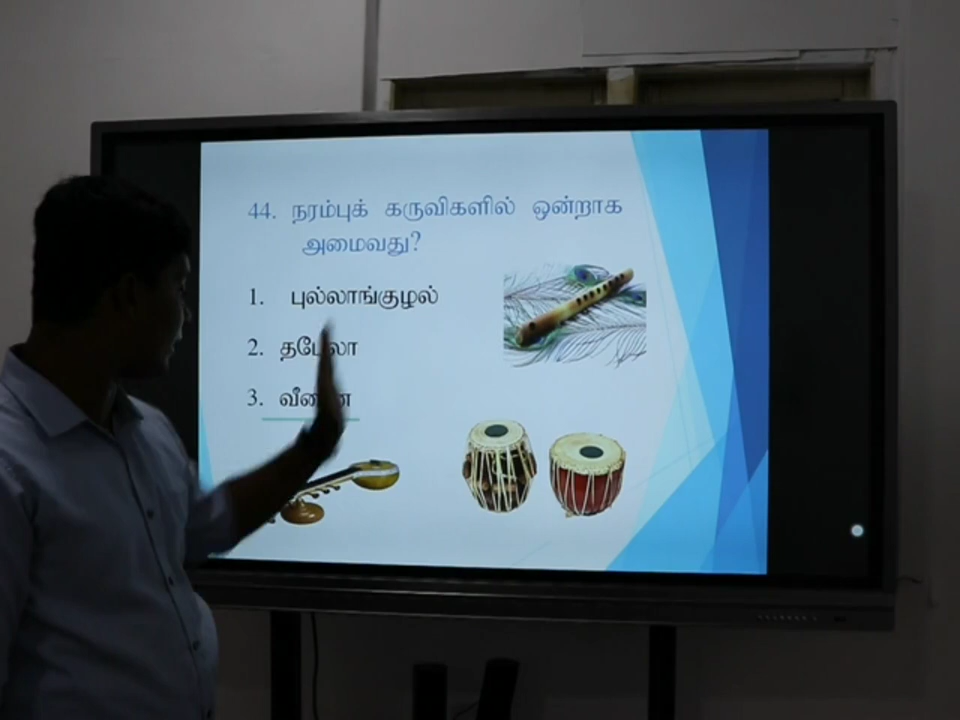 44. நரம்புக் கருவிகளில் ஒன்றாக
அமைவது?
1. புல்லாங்குழல்
2. தபேலா
3. வீணை